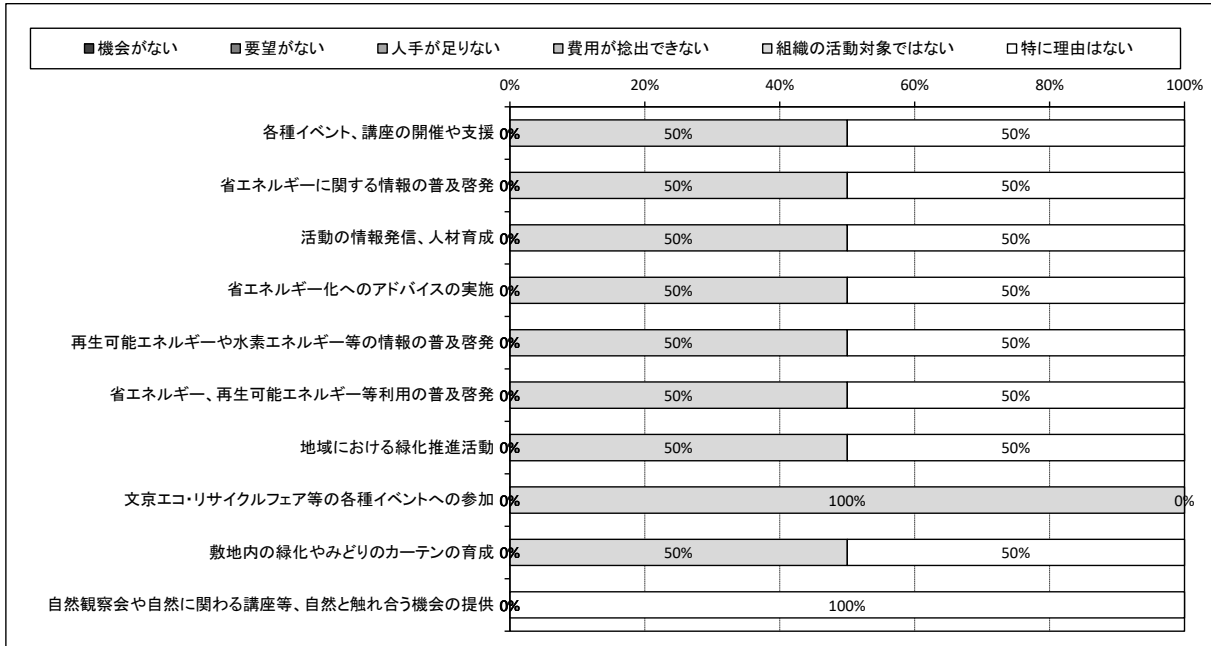 ■機会がない ■要望がない ■人手が足りない ■費用が捻出できない □組織の活動対象ではない □特に理由はない
0% 20% 40% 60% 80% 100%
各種イベント、講座の開催や支援 0% 50% 50%
省エネルギーに関する情報の普及啓発 0% 50% 50%
活動の情報発信、人材育成 0% 50% 50%
省エネルギー化へのアドバイスの実施 0% 50% 50%
再生可能エネルギーや水素エネルギー等の情報の普及啓発 0% 50% 50%
省エネルギー、再生可能エネルギー等利用の普及啓発 0% 50% 50%
地域における緑化推進活動 0% 50% 50%
文京エコ・リサイクルフェア等の各種イベントへの参加 0% 100% 0%
敷地内の緑化やみどりのカーテンの育成 0% 50% 50%
自然観察会や自然に関わる講座等、自然と触れ合う機会の提供 0% 100%